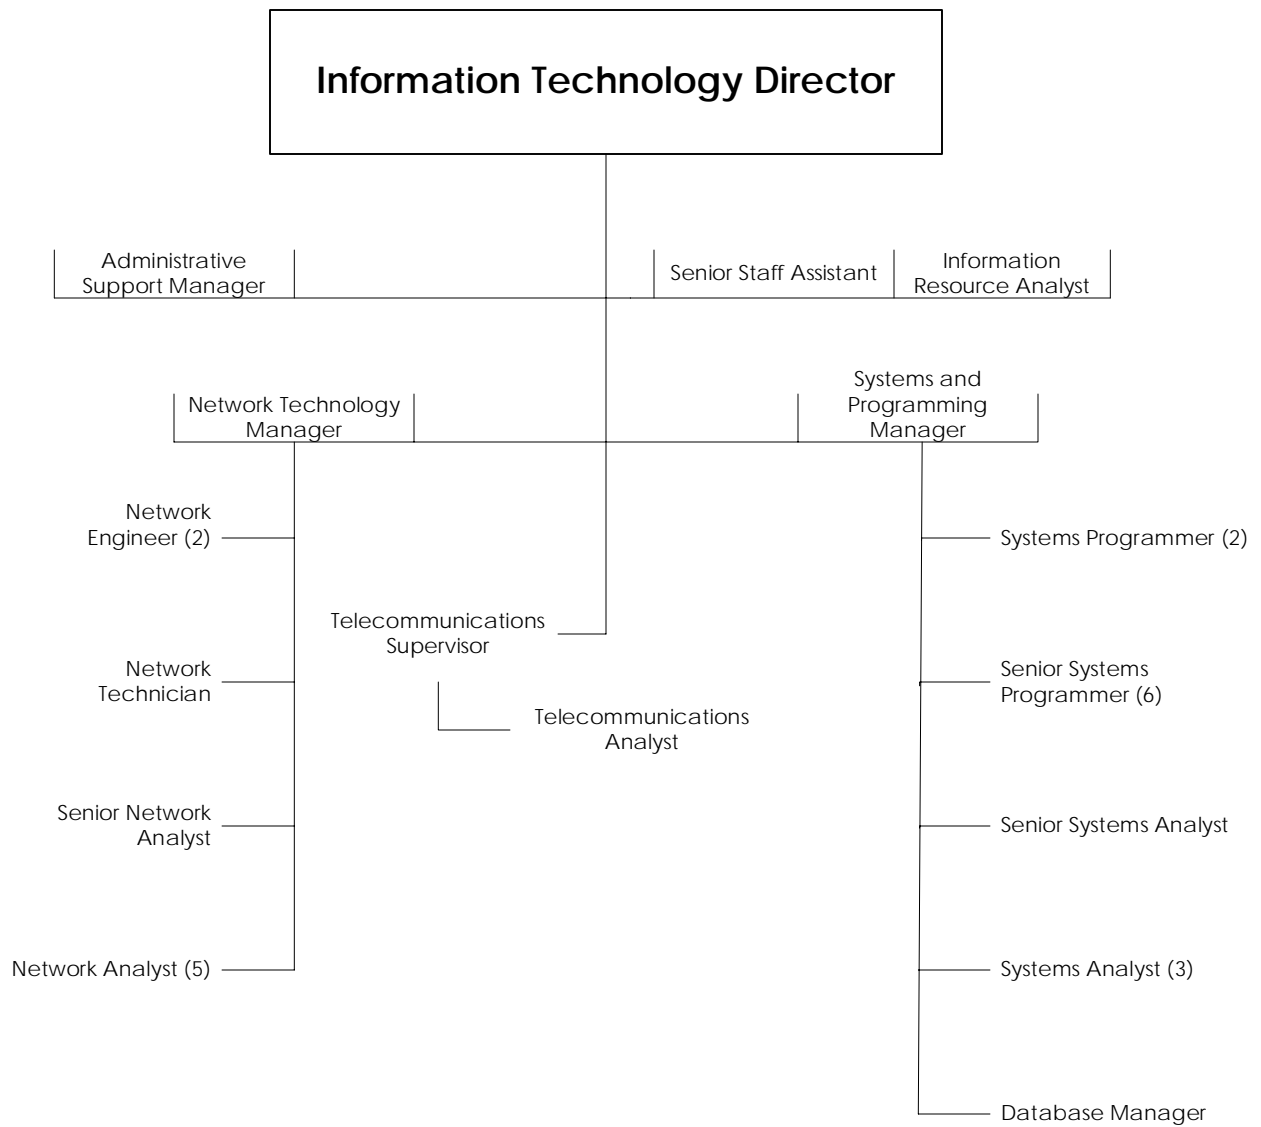 Information Technology Director
Administrative
Support Manager
Senior Staff Assistant
Information
Resource Analyst
Network Technology
Manager
Systems and
Programming
Manager
Network
Engineer (2)
Systems Programmer (2)
Telecommunications
Supervisor
Network
Technician
Senior Systems
Programmer (6)
Telecommunications
Analyst
Senior Network
Analyst
Senior Systems Analyst
Network Analyst (5)
Systems Analyst (3)
Database Manager